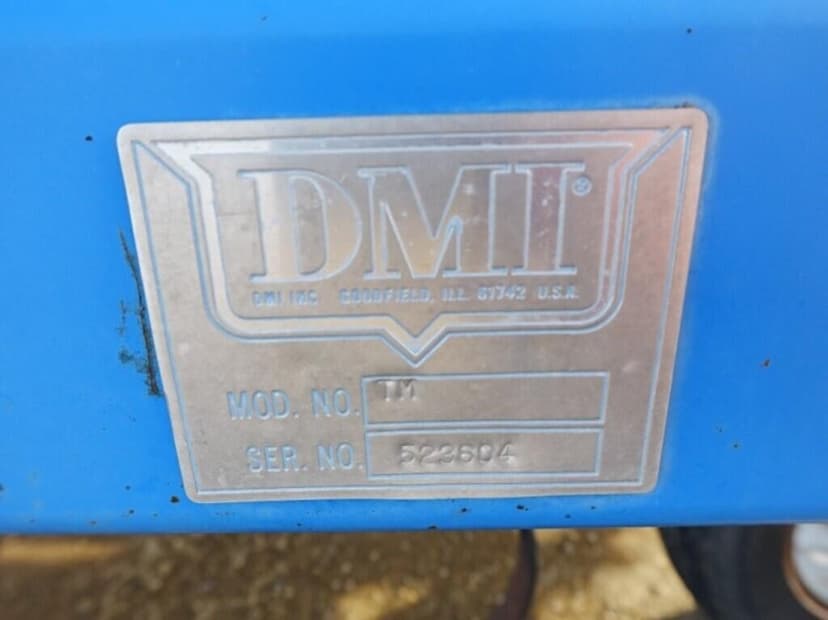 DMI®
DMI INC GOODFIELD, ILL. 61742 U.S.A.
MOD. NO. TM
SER. NO. 523604